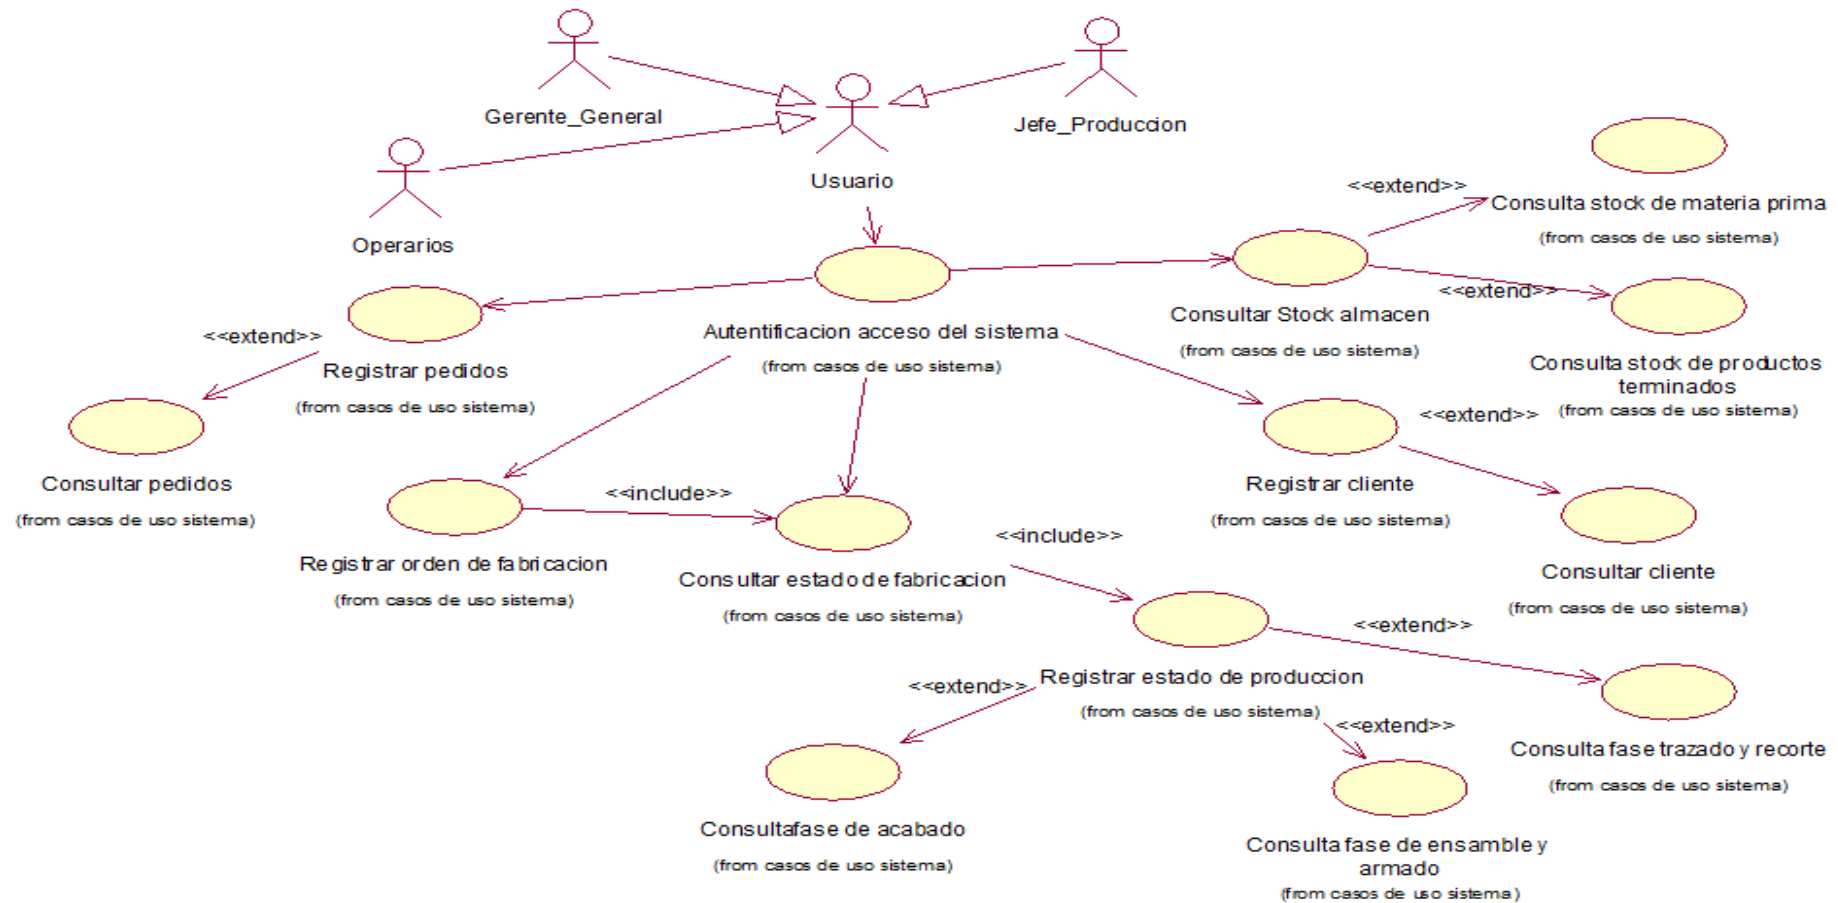 Gerente_General
Jefe_Produccion
Usuario
Operarios
<<extend>>
Consulta stock de materia prima
(from casos de uso sistema)
<<extend>>
Consultar Stock almacen
(from casos de uso sistema)
Consulta stock de productos
terminados
(from casos de uso sistema)
Autentificacion acceso del sistema
(from casos de uso sistema)
<<extend>>
Registrar pedidos
(from casos de uso sistema)
<<extend>>
Consultar pedidos
(from casos de uso sistema)
Registrar cliente
(from casos de uso sistema)
<<include>>
Registrar orden de fabricacion
(from casos de uso sistema)
Consultar estado de fabricacion
(from casos de uso sistema)
<<include>>
Consultar cliente
(from casos de uso sistema)
<<extend>>
Registrar estado de produccion
(from casos de uso sistema)
<<extend>>
<<extend>>
Consulta fase trazado y recorte
(from casos de uso sistema)
Consultafase de acabado
(from casos de uso sistema)
Consulta fase de ensamble y
armado
(from casos de uso sistema)